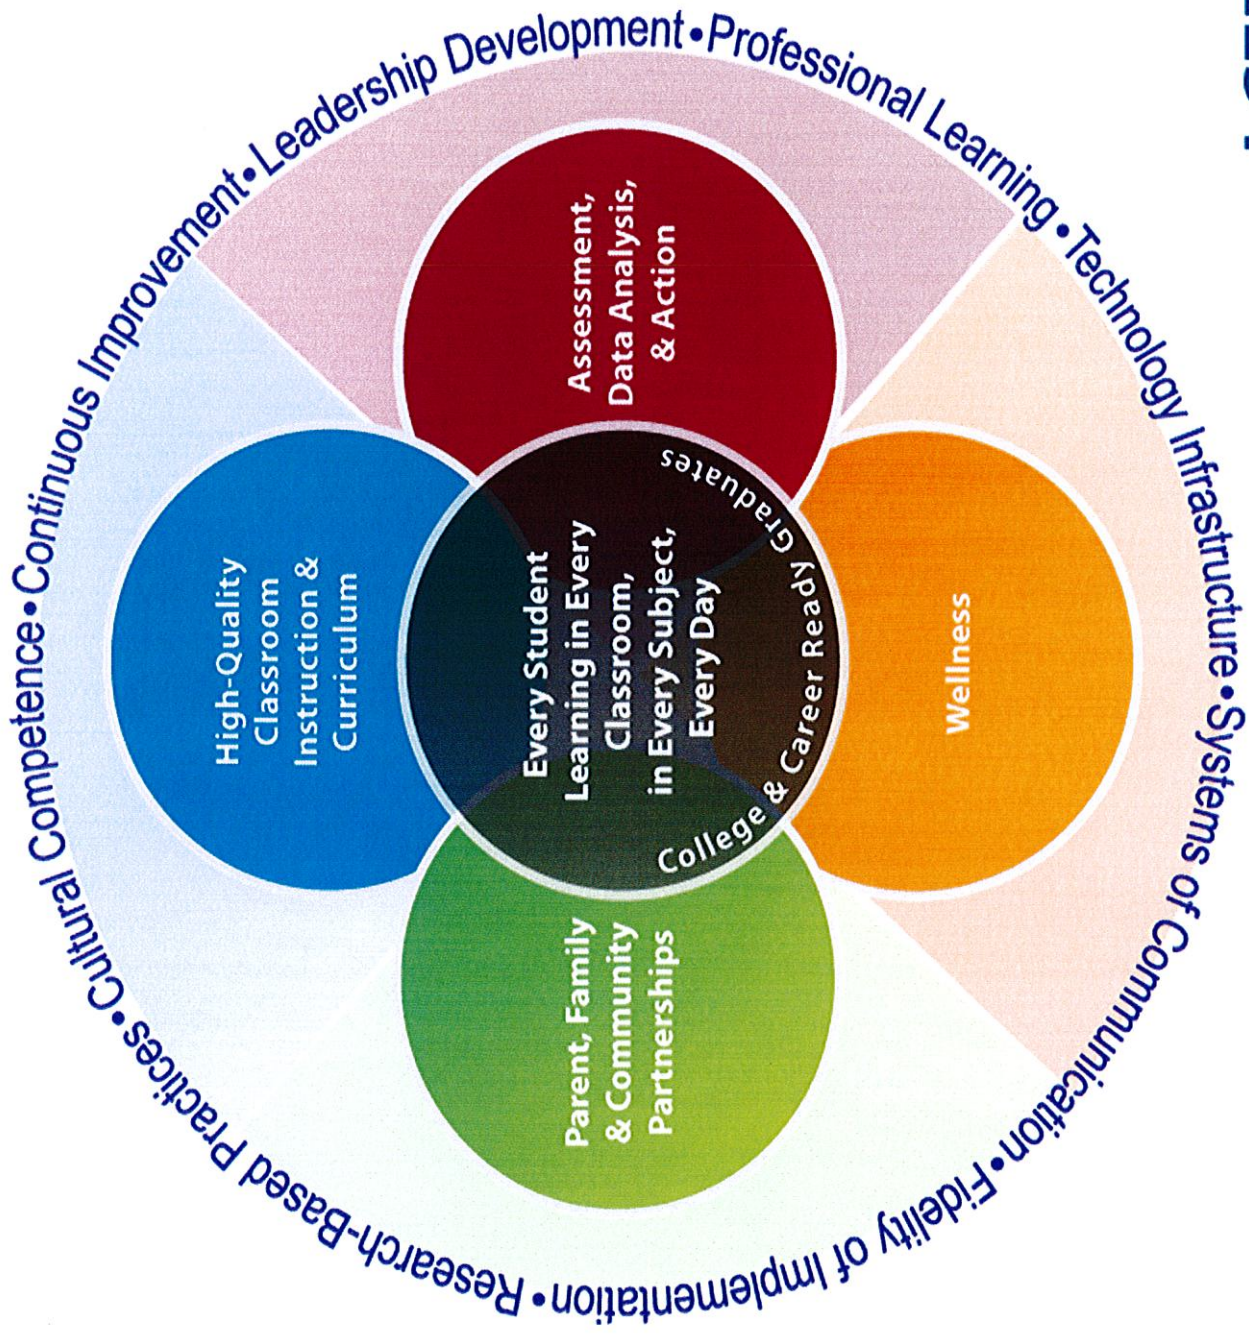 Cultural Competence • Continuous Improvement • Leadership Development • Professional Learning • Technology Infrastructure • Systems of Communication • Fidelity of Implementation • Research-Based Practices •
Parent, Family
& Community
Partnerships
High-Quality
Classroom
Instruction &
Curriculum
Every Student
Learning in Every
Classroom,
in Every Subject,
Every Day
College & Career Ready Graduates
Assessment,
Data Analysis,
& Action
Wellness